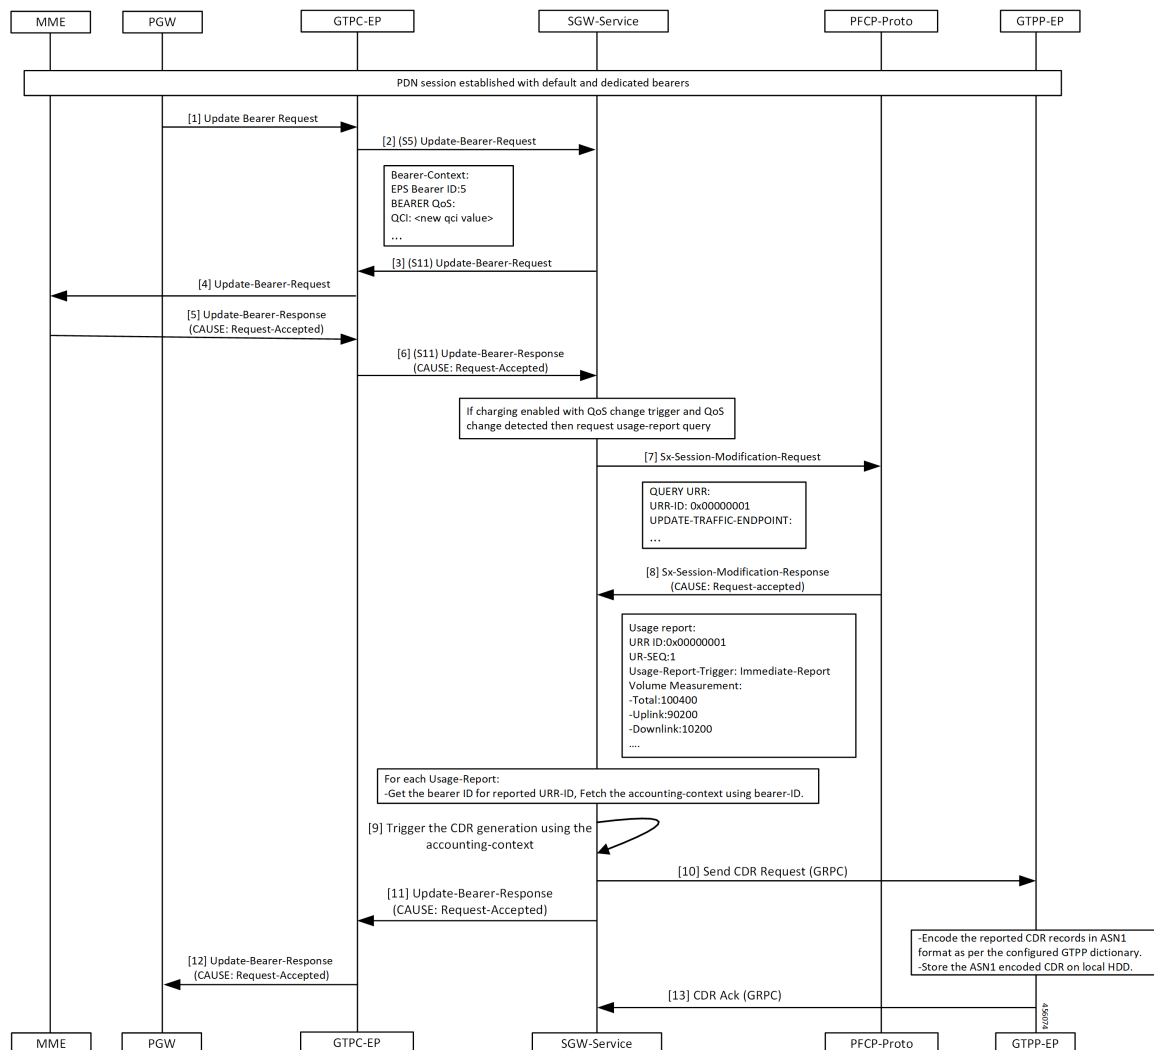 MME
PGW
GTPC-EP
SGW-Service
PFCP-Proto
GTPP-EP
PDN session established with default and dedicated bearers
[1] Update Bearer Request
[2] (S5) Update-Bearer-Request
Bearer-Context:
EPS Bearer ID:5
BEARER QoS:
QCI: <new qci value>
...
[3] (S11) Update-Bearer-Request
[4] Update-Bearer-Request
[5] Update-Bearer-Response
(CAUSE: Request-Accepted)
[6] (S11) Update-Bearer-Response
(CAUSE: Request-Accepted)
If charging enabled with QoS change trigger and QoS
change detected then request usage-report query
[7] Sx-Session-Modification-Request
QUERY URR:
URR-ID: 0x00000001
UPDATE-TRAFFIC-ENDPOINT:
...
[8] Sx-Session-Modification-Response
(CAUSE: Request-accepted)
Usage report:
URR ID:0x00000001
UR-SEQ:1
Usage-Report-Trigger: Immediate-Report
Volume Measurement:
-Total:100400
-Uplink:90200
-Downlink:10200
....
For each Usage-Report:
-Get the bearer ID for reported URR-ID, Fetch the accounting-context using bearer-ID.
[9] Trigger the CDR generation using the
accounting-context
[10] Send CDR Request (GRPC)
[11] Update-Bearer-Response
(CAUSE: Request-Accepted)
-Encode the reported CDR records in ASN1
format as per the configured GTPP dictionary.
-Store the ASN1 encoded CDR on local HDD.
[12] Update-Bearer-Response
(CAUSE: Request-Accepted)
[13] CDR Ack (GRPC)
456074
MME
PGW
GTPC-EP
SGW-Service
PFCP-Proto
GTPP-EP